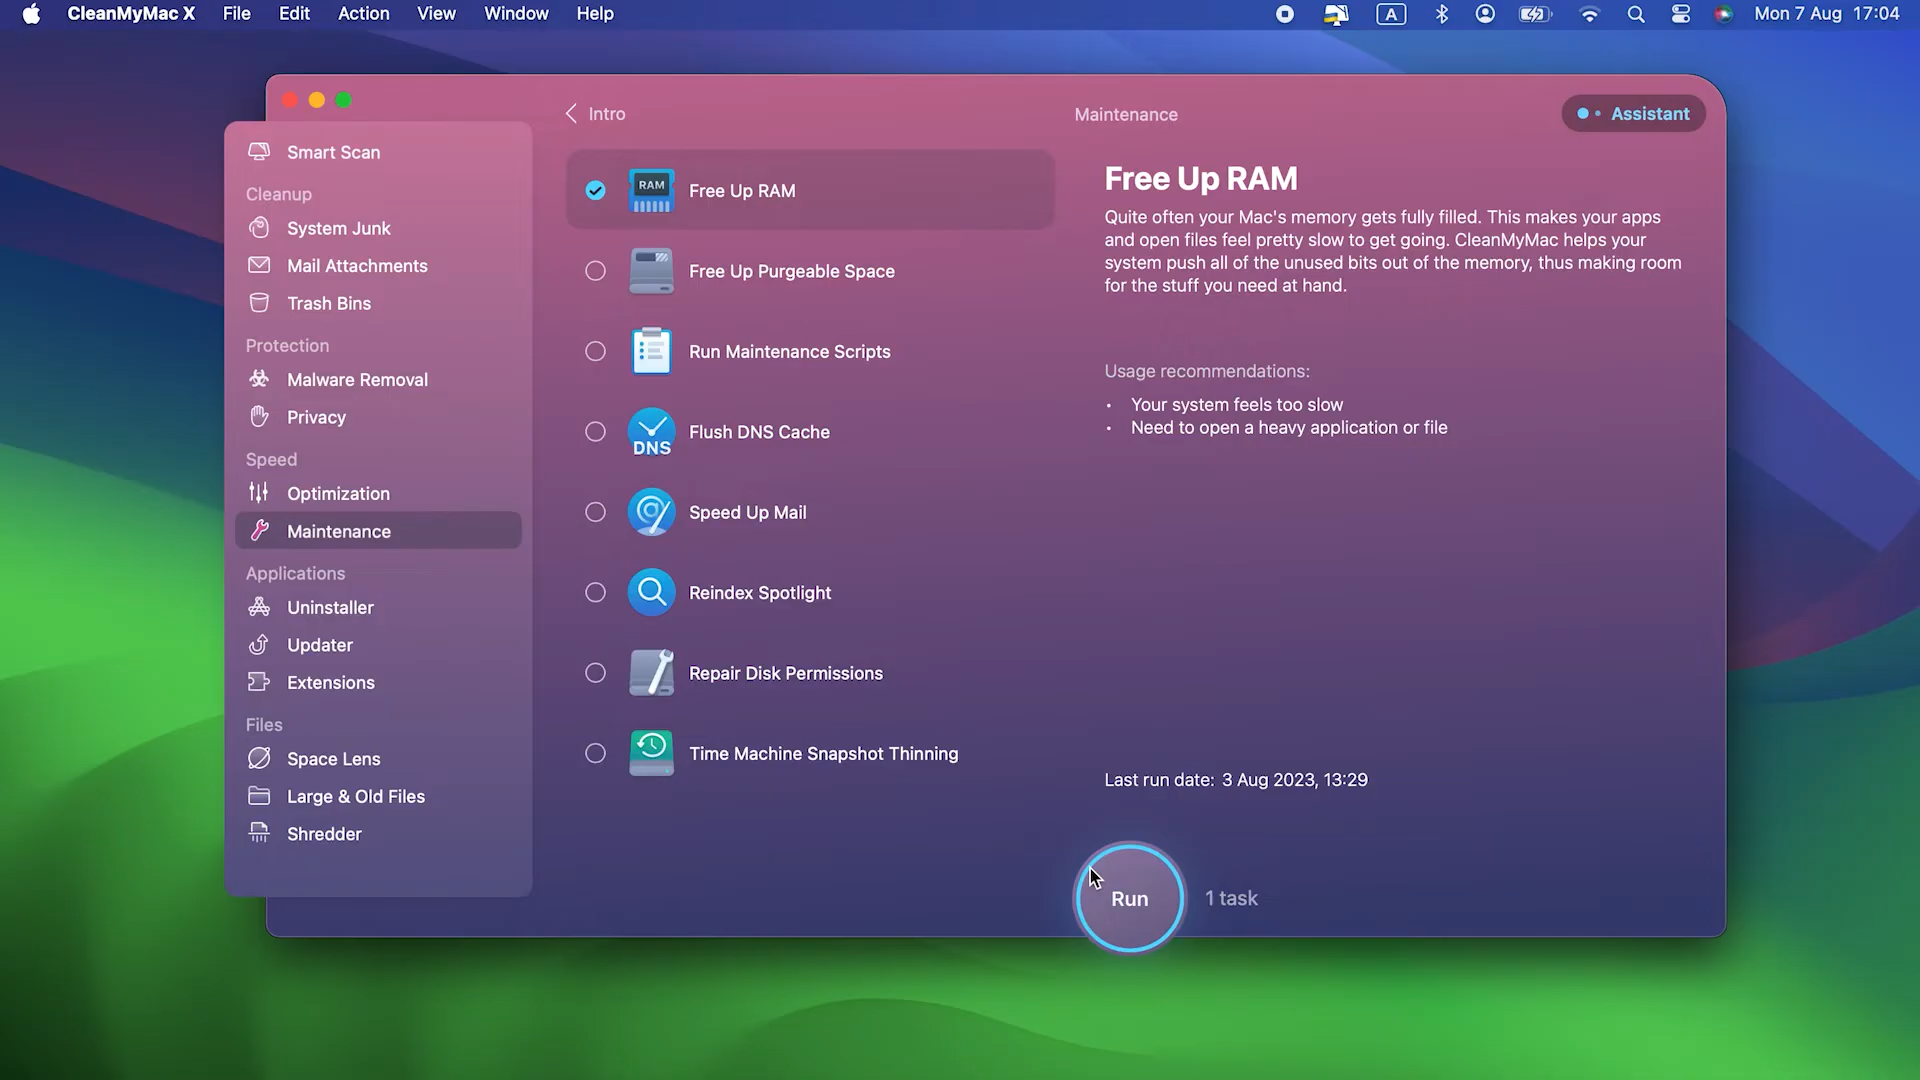 CleanMyMac X File Edit Action View Window Help A Mon 7 Aug 17:04
Smart Scan
Cleanup
System Junk
Mail Attachments
Trash Bins
Protection
Malware Removal
Privacy
Speed
Optimization
Maintenance
Applications
Uninstaller
Updater
Extensions
Files
Space Lens
Large & Old Files
Shredder
Intro
Maintenance
Assistant
RAM
Free Up RAM
Free Up Purgeable Space
Run Maintenance Scripts
DNS
Flush DNS Cache
Speed Up Mail
Reindex Spotlight
Repair Disk Permissions
Time Machine Snapshot Thinning
Free Up RAM
Quite often your Mac's memory gets fully filled. This makes your apps
and open files feel pretty slow to get going. CleanMyMac helps your
system push all of the unused bits out of the memory, thus making room
for the stuff you need at hand.
Usage recommendations:
• Your system feels too slow
• Need to open a heavy application or file
Last run date: 3 Aug 2023, 13:29
Run
1 task